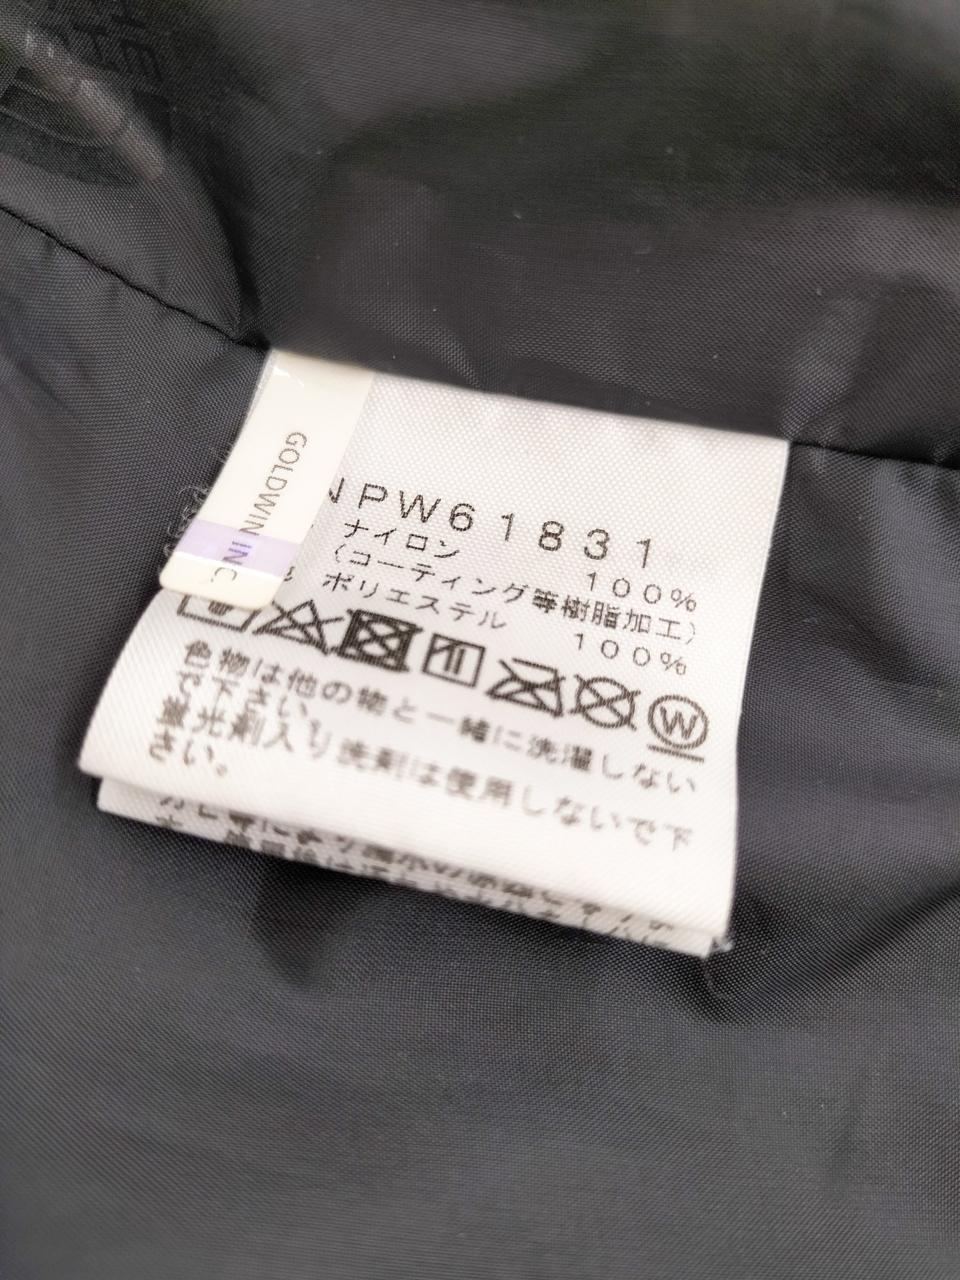 GOLDWIN INC.
NPW61831
ナイロン 100%
(コーティング等樹脂加工)
ポリエステル 100%
W
色物は他の物と一緒に洗濯しない
で下さい。
蛍光剤入り洗剤は使用しないで下
さい。